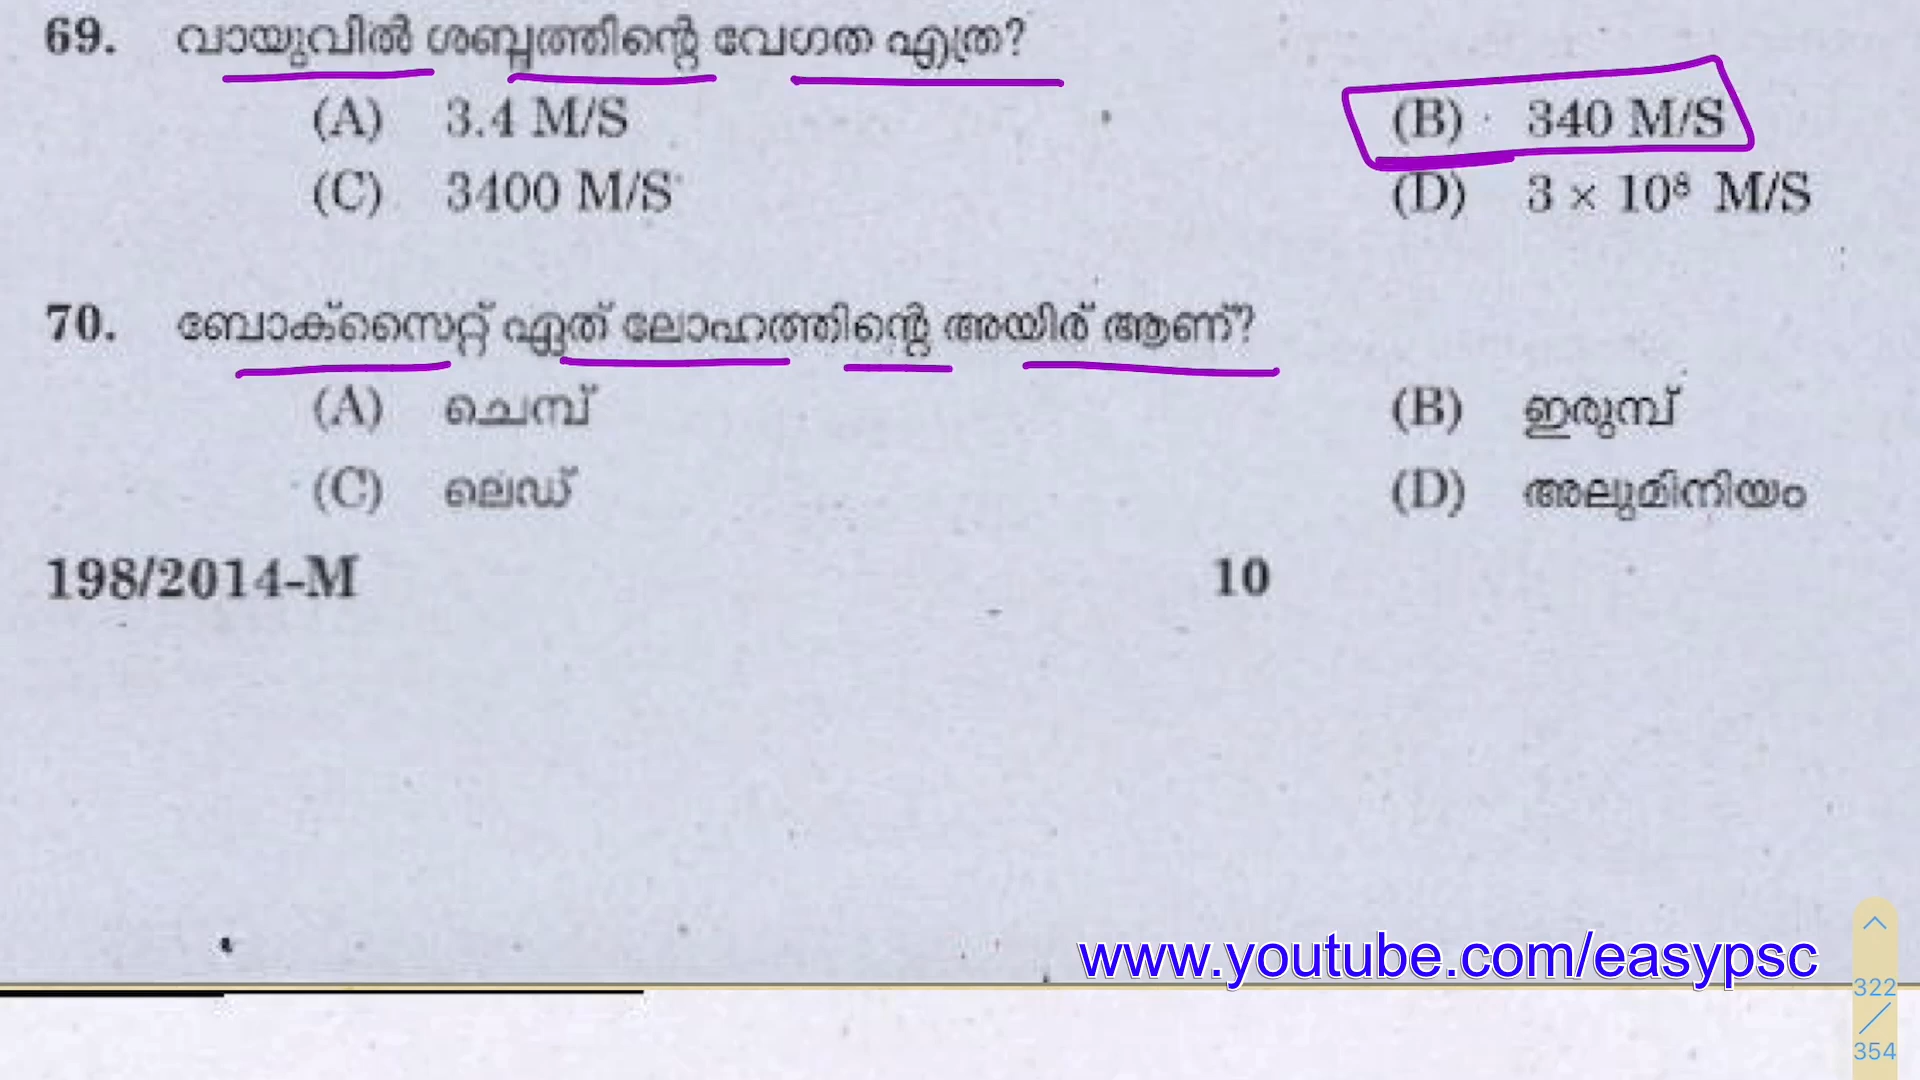 69. വായുവിൽ ശബ്ദത്തിന്റെ വേഗത എത്ര?
(A) 3.4 M/S (B) 340 M/S
(C) 3400 M/S (D) 3 × 10⁸ M/S
70. ബോക്സൈറ്റ് ഏത് ലോഹത്തിന്റെ അയിര് ആണ്?
(A) ചെമ്പ് (B) ഇരുമ്പ്
(C) ലെഡ് (D) അലുമിനിയം
198/2014-M 10
www.youtube.com/easypsc
322
/
354